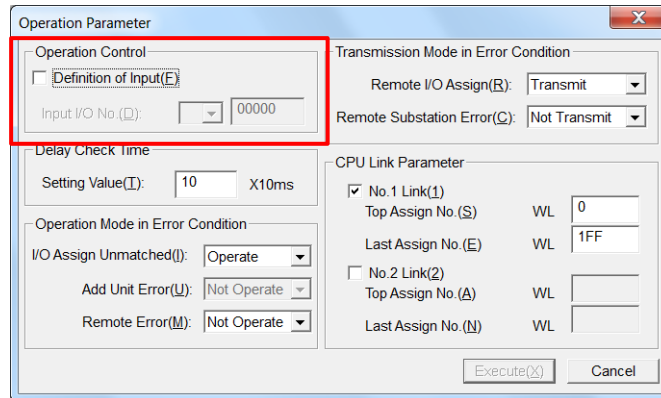 Operation Parameter
Operation Control
Definition of Input(F)
Input I/O No.(D): 00000
Delay Check Time
Setting Value(T): 10 X10ms
Operation Mode in Error Condition
I/O Assign Unmatched(I): Operate
Add Unit Error(U): Not Operate
Remote Error(M): Not Operate
Transmission Mode in Error Condition
Remote I/O Assign(R): Transmit
Remote Substation Error(C): Not Transmit
CPU Link Parameter
No.1 Link(1)
Top Assign No.(S) WL 0
Last Assign No.(E) WL 1FF
No.2 Link(2)
Top Assign No.(A) WL
Last Assign No.(N) WL
Execute(X) Cancel